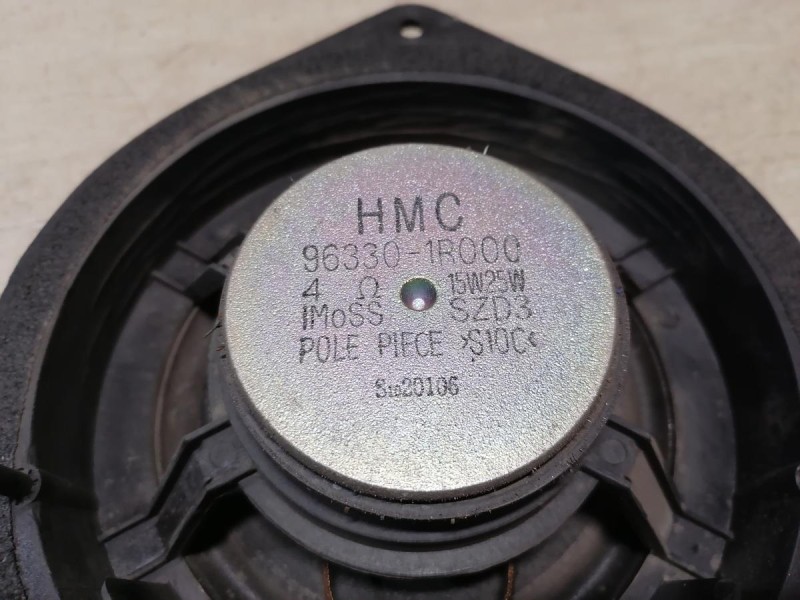 HMC
96330-1R000
4 Ω 15W25W
IMoSS SZD3
POLE PIECE >S10C<
S1020106